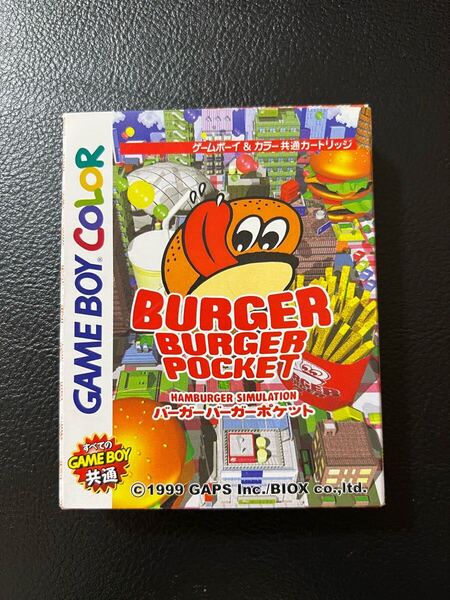 ゲームボーイ&カラー共通カートリッジ
GAME BOY COLOR
BURGER
BURGER
POCKET
HAMBURGER SIMULATION
バーガーバーガーポケット
すべての
GAME BOY
共通
©1999 GAPS Inc./BIOX co.,ltd.